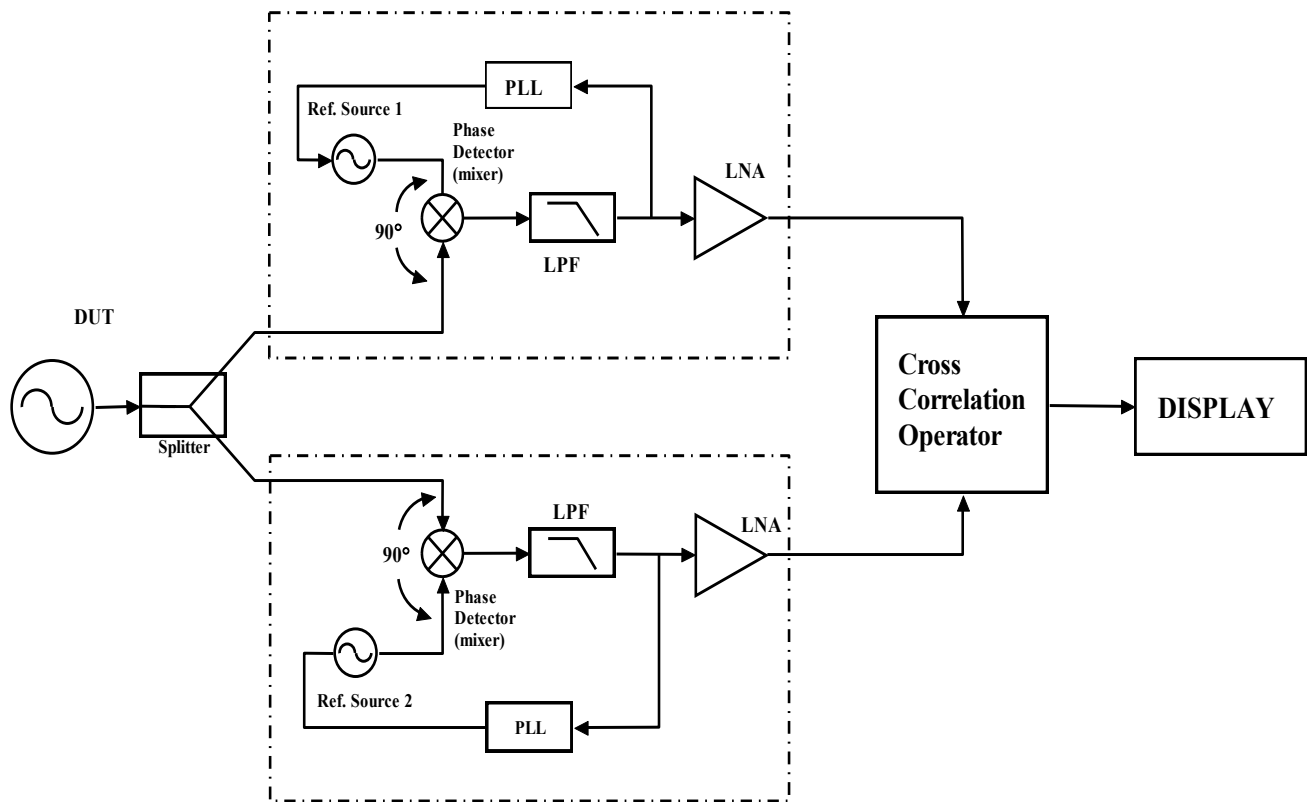 PLL
Ref. Source 1
Phase
Detector
(mixer)
LNA
90°
LPF
DUT
Splitter
Cross
Correlation
Operator
DISPLAY
LPF
LNA
90°
Phase
Detector
(mixer)
Ref. Source 2
PLL